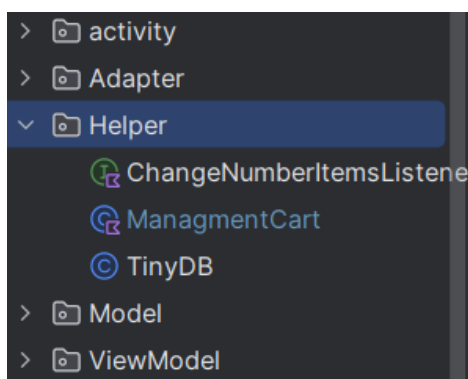 activity
Adapter
Helper
ChangeNumberItemsListene
ManagmentCart
TinyDB
Model
ViewModel